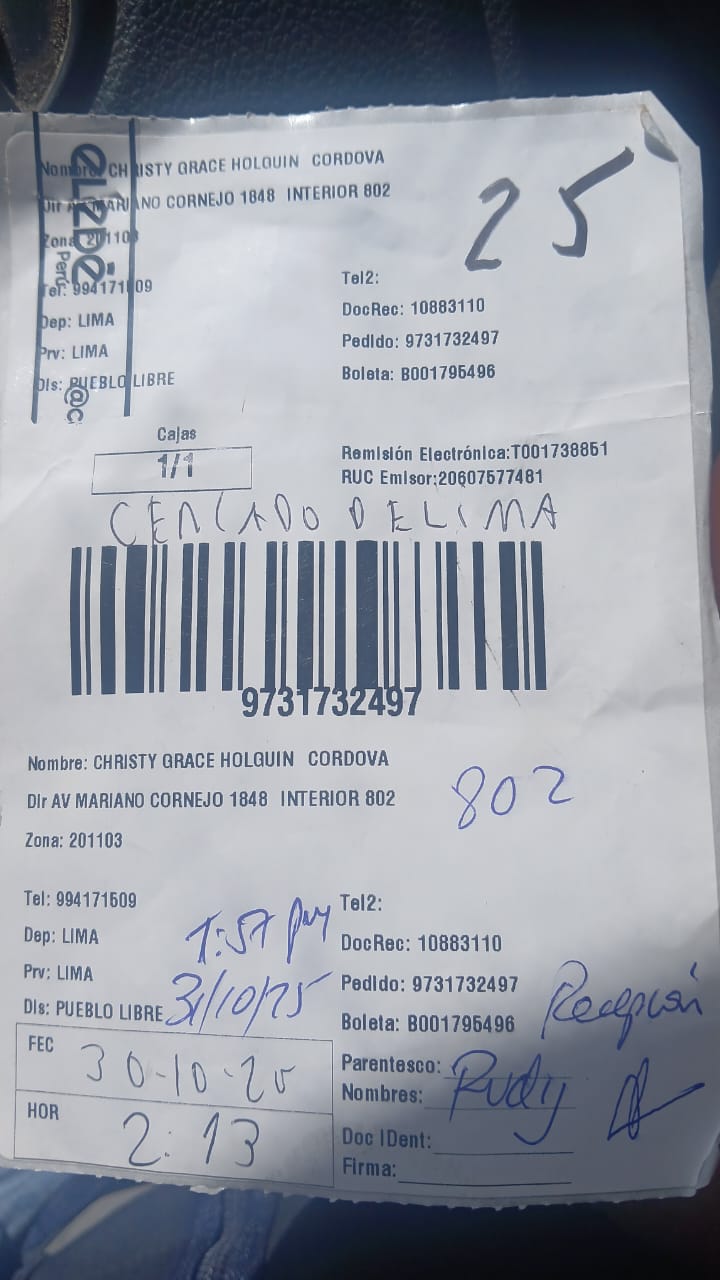 Nombre: CHRISTY GRACE HOLGUIN CORDOVA
Dir AV MARIANO CORNEJO 1848 INTERIOR 802
Zona: 201103
Tel: 994171509
Dep: LIMA
Prv: LIMA
Dis: PUEBLO LIBRE
25
Tel2:
DocRec: 10883110
Pedido: 9731732497
Boleta: B001795496
Perú
Cajas
1/1
Remisión Electrónica:T001738851
RUC Emisor:20607577481
CERCADO DE LIMA
9731732497
Nombre: CHRISTY GRACE HOLGUIN CORDOVA
Dir AV MARIANO CORNEJO 1848 INTERIOR 802
802
Zona: 201103
Tel: 994171509
Dep: LIMA
Prv: LIMA
Dis: PUEBLO LIBRE
1:57 pm
31/10/25
Tel2:
DocRec: 10883110
Pedido: 9731732497
Boleta: B001795496
Recepción
FEC 30-10-25
HOR 2:13
Parentesco:
Nombres: Rudy
Doc IDent:
Firma: